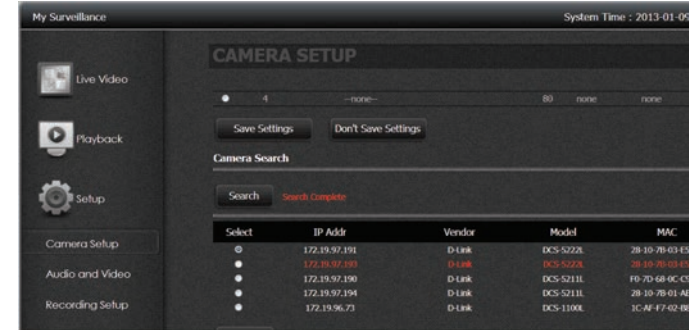 My Surveillance System Time : 2013-01-09
CAMERA SETUP
Live Video
4 --none-- 80 none none
Save Settings Don't Save Settings
Playback
Camera Search
Search Search Complete
Setup
Select IP Addr Vendor Model MAC
172.19.97.191 D-Link DCS-5222L 28-10-7B-03-E5
Camera Setup
172.19.97.193 D-Link DCS-5222L 28-10-7B-03-E5
172.19.97.190 D-Link DCS-5211L F0-7D-68-0C-C5
Audio and Video
172.19.97.194 D-Link DCS-5211L 28-10-7B-01-AE
172.19.96.73 D-Link DCS-1100L 1C-AF-F7-02-B8
Recording Setup